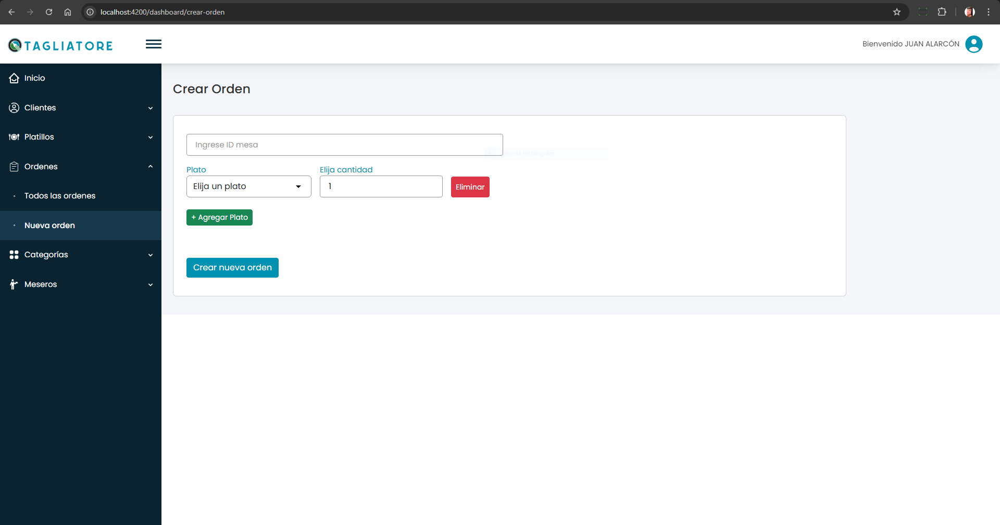 localhost:4200/dashboard/crear-orden
TAGLIATORE
Bienvenido JUAN ALARCÓN
Inicio
Clientes
Platillos
Ordenes
Todos las ordenes
Nueva orden
Categorías
Meseros
Crear Orden
Ingrese ID mesa
Plato
Elija cantidad
Elija un plato
1
Eliminar
+ Agregar Plato
Crear nueva orden